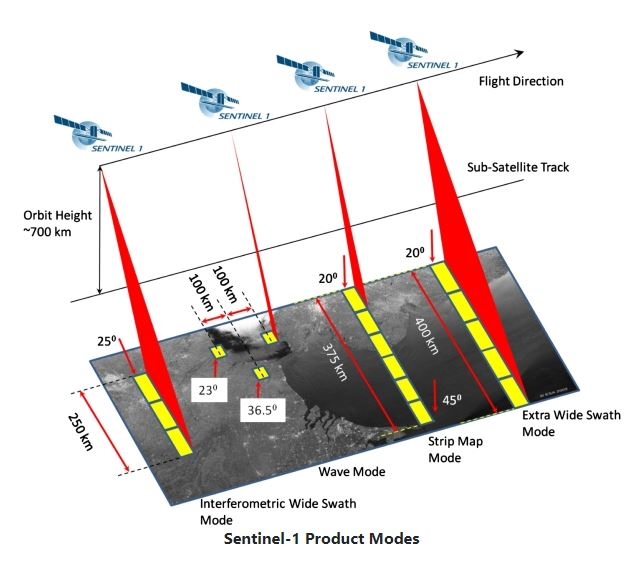 SENTINEL 1
SENTINEL 1
SENTINEL 1
SENTINEL 1
Flight Direction
Sub-Satellite Track
Orbit Height
~700 km
100 km
100 km
20⁰
20⁰
25⁰
23⁰
36.5⁰
375 km
400 km
45⁰
250 km
Extra Wide Swath
Mode
Strip Map
Mode
Wave Mode
Interferometric Wide Swath
Mode
Sentinel-1 Product Modes